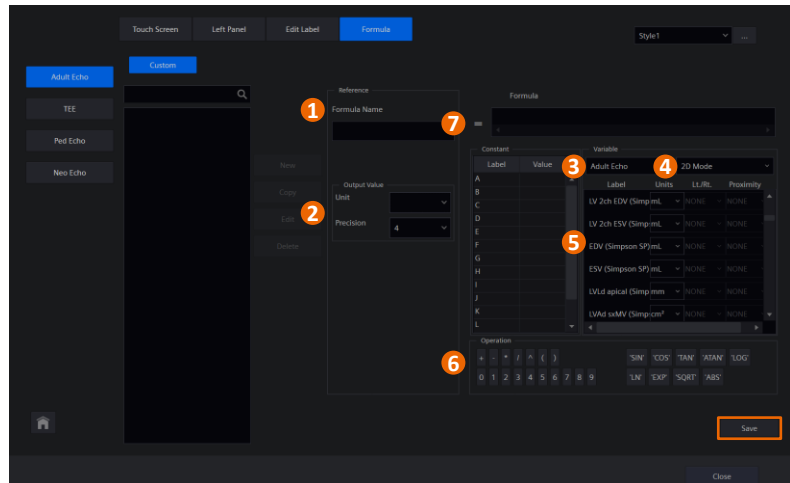 Touch Screen Left Panel Edit Label Formula
Style1 ...
Custom
Adult Echo
TEE
Ped Echo
Neo Echo
New
Copy
Edit
Delete
Reference
1 Formula Name
Output Value
2 Unit
Precision 4
7 = Formula
Constant
Label Value
A
B
C
D
E
F
G
H
I
J
K
L
Variable
3 Adult Echo 4 2D Mode
Label Units Lt./Rt. Proximity
LV 2ch EDV (Simp mL NONE NONE
LV 2ch ESV (Simp mL NONE NONE
5 EDV (Simpson SP) mL NONE NONE
ESV (Simpson SP) mL NONE NONE
LVLd apical (Simp mm NONE NONE
LVAd sxMV (Simp cm² NONE NONE
Operation
6 + - * / ^ ( ) 'SIN' 'COS' 'TAN' 'ATAN' 'LOG'
0 1 2 3 4 5 6 7 8 9 'LN' 'EXP' 'SQRT' 'ABS'
Save
Close